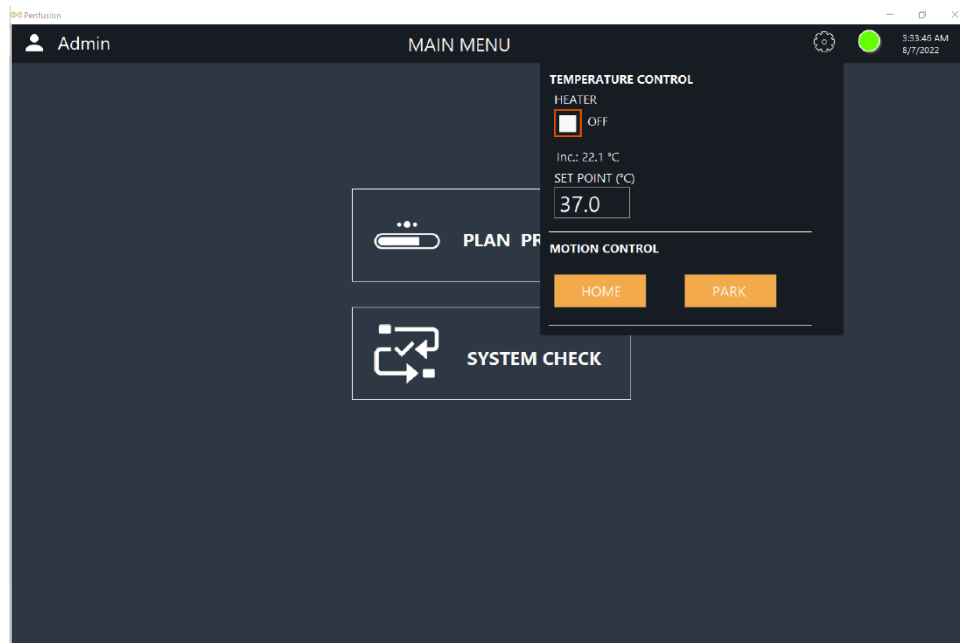 Perifusion
Admin
MAIN MENU
3:33:46 AM
8/7/2022
TEMPERATURE CONTROL
HEATER
OFF
Inc.: 22.1 °C
SET POINT (°C)
37.0
PLAN PR
MOTION CONTROL
HOME
PARK
SYSTEM CHECK